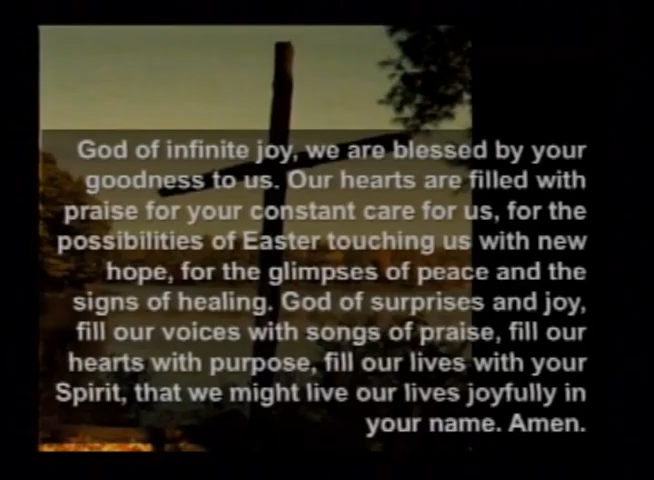 God of infinite joy, we are blessed by your
goodness to us. Our hearts are filled with
praise for your constant care for us, for the
possibilities of Easter touching us with new
hope, for the glimpses of peace and the
signs of healing. God of surprises and joy,
fill our voices with songs of praise, fill our
hearts with purpose, fill our lives with your
Spirit, that we might live our lives joyfully in
your name. Amen.